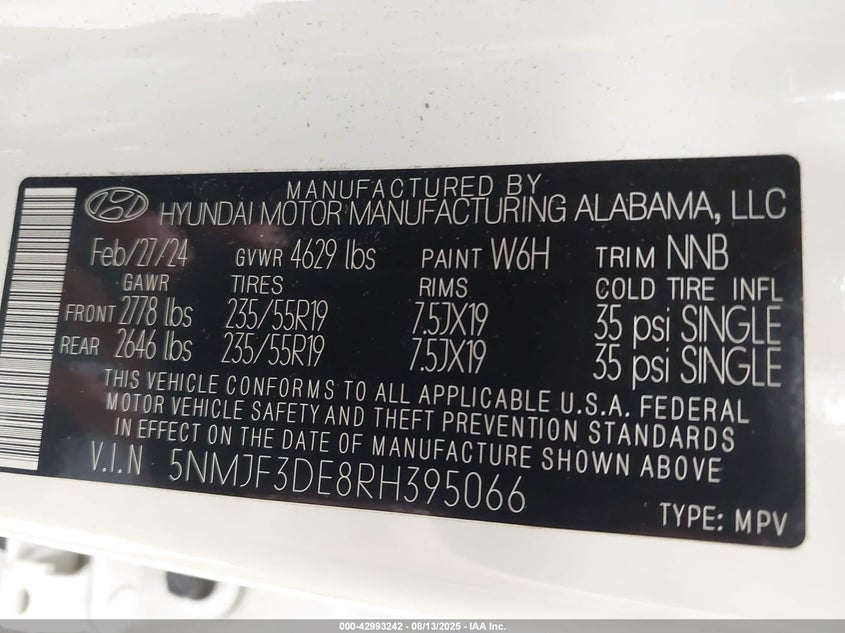 MANUFACTURED BY
HYUNDAI MOTOR MANUFACTURING ALABAMA, LLC
Feb/27/24 GVWR 4629 lbs PAINT W6H TRIM NNB
GAWR TIRES RIMS COLD TIRE INFL
FRONT 2778 lbs 235/55R19 7.5JX19 35 psi SINGLE
REAR 2646 lbs 235/55R19 7.5JX19 35 psi SINGLE
THIS VEHICLE CONFORMS TO ALL APPLICABLE U.S.A. FEDERAL
MOTOR VEHICLE SAFETY AND THEFT PREVENTION STANDARDS
IN EFFECT ON THE DATE OF MANUFACTURE SHOWN ABOVE
V.I.N 5NMJF3DE8RH395066
TYPE: MPV
000-42993242 - 08/13/2025 - IAA Inc.